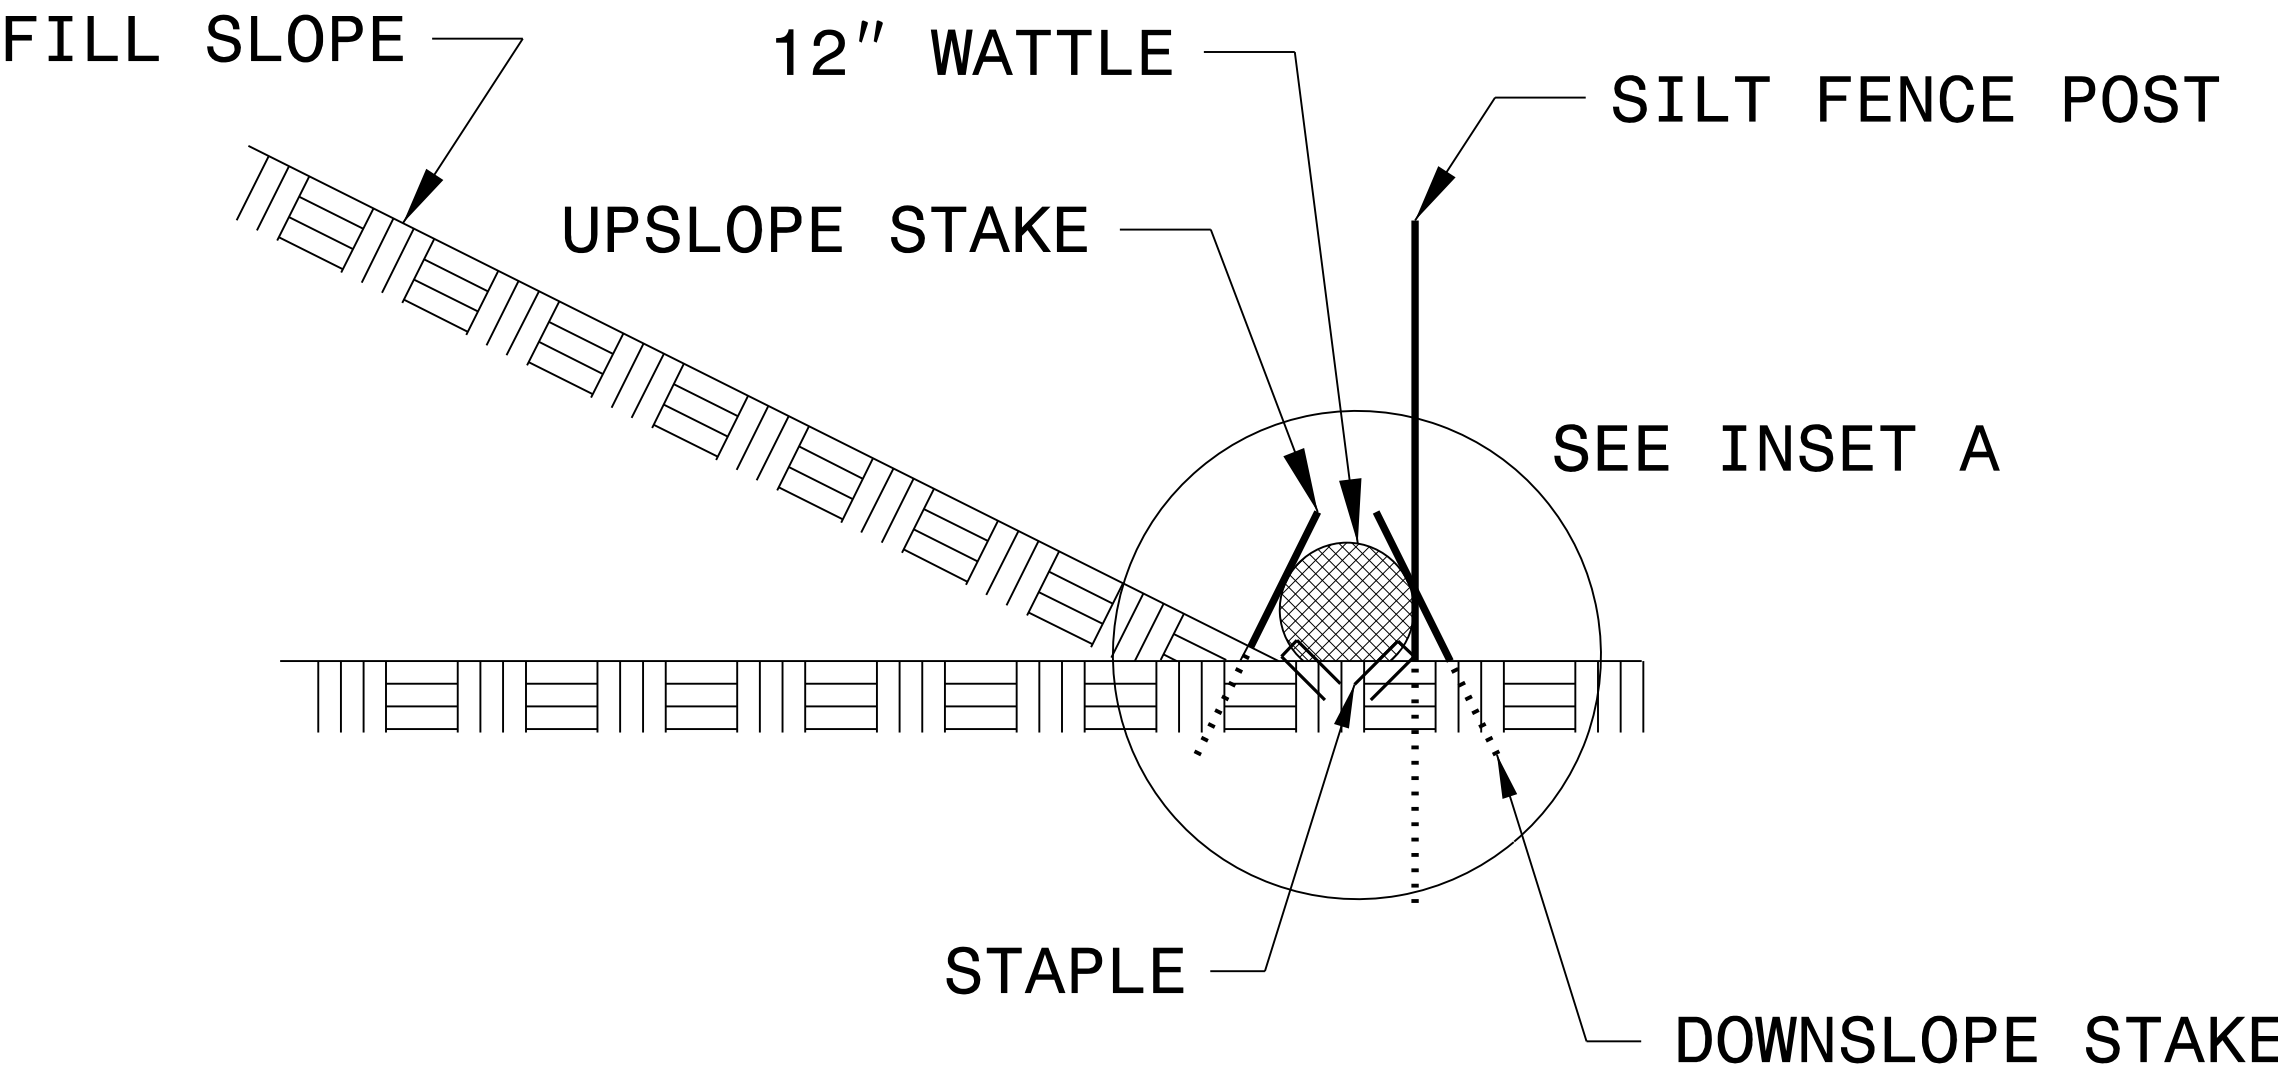 FILL SLOPE
12" WATTLE
SILT FENCE POST
UPSLOPE STAKE
SEE INSET A
STAPLE
DOWNSLOPE STAKE